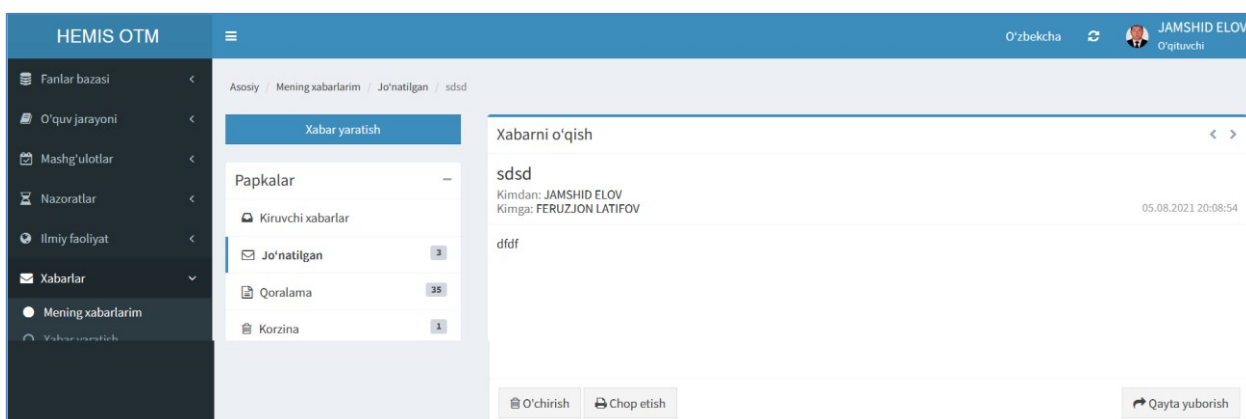 HEMIS OTM
O'zbekcha
JAMSHID ELOV
O'qituvchi
Fanlar bazasi
O'quv jarayoni
Mashg'ulotlar
Nazoratlar
Ilmiy faoliyat
Xabarlar
Mening xabarlarim
Xabar yaratish
Asosiy / Mening xabarlarim / Jo'natilgan / sdsd
Xabar yaratish
Papkalar
Kiruvchi xabarlar
Jo'natilgan 3
Qoralama 35
Korzina 1
Xabarni o'qish
sdsd
Kimdan: JAMSHID ELOV
Kimga: FERUZJON LATIFOV
05.08.2021 20:08:54
dfdf
O'chirish
Chop etish
Qayta yuborish